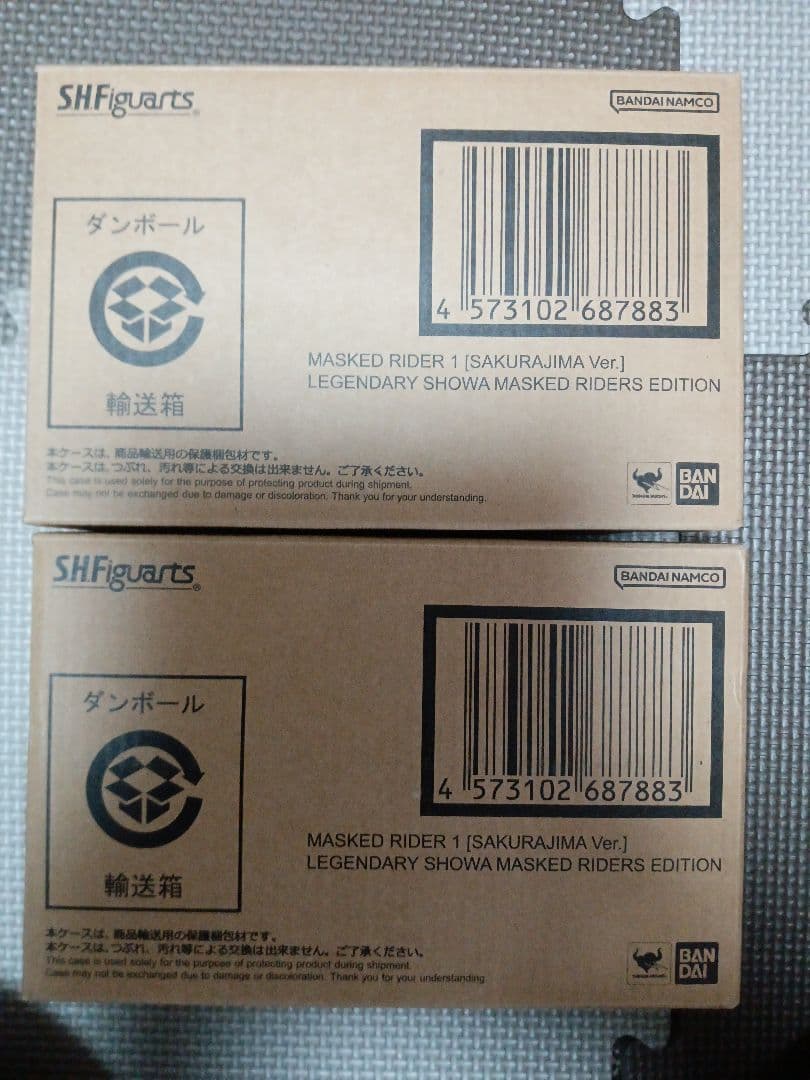 S.H.Figuarts®
BANDAI NAMCO
ダンボール
輸送箱
4 573102 687883
MASKED RIDER 1 [SAKURAJIMA Ver.]
LEGENDARY SHOWA MASKED RIDERS EDITION
本ケースは、商品輸送用の保護梱包材です。
本ケースは、つぶれ、汚れ等による交換は出来ません。ご了承ください。
This case is used solely for the purpose of protecting product during shipment.
Case may not be exchanged due to damage or discoloration. Thank you for your understanding.
BAN
DAI
S.H.Figuarts®
BANDAI NAMCO
ダンボール
輸送箱
4 573102 687883
MASKED RIDER 1 [SAKURAJIMA Ver.]
LEGENDARY SHOWA MASKED RIDERS EDITION
本ケースは、商品輸送用の保護梱包材です。
本ケースは、つぶれ、汚れ等による交換は出来ません。ご了承ください。
This case is used solely for the purpose of protecting product during shipment.
Case may not be exchanged due to damage or discoloration. Thank you for your understanding.
BAN
DAI